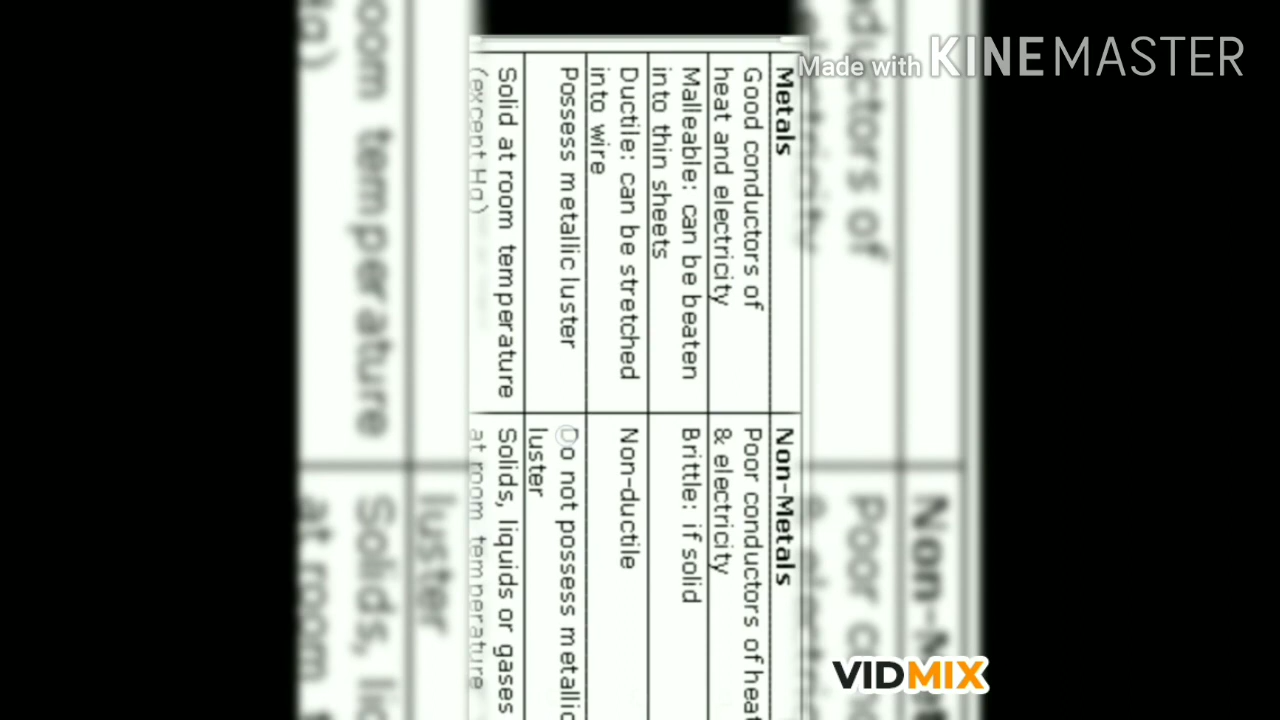 Made with KINEMASTER
Metals
Non-Metals
Good conductors of
heat and electricity
Poor conductors of heat
& electricity
Malleable: can be beaten
into thin sheets
Brittle: if solid
Ductile: can be stretched
into wire
Non-ductile
Possess metallic luster
Do not possess metallic
luster
Solid at room temperature
(except Hg)
Solids, liquids or gases
at room temperature
VIDMIX